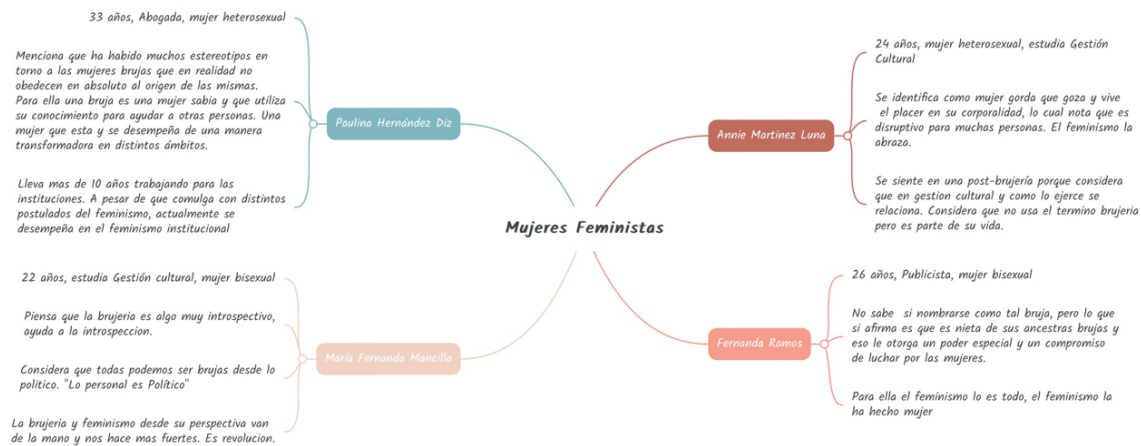 Mujeres Feministas
Paulina Hernández Diz
33 años, Abogada, mujer heterosexual
Menciona que ha habido muchos estereotipos en
torno a las mujeres brujas que en realidad no
obedecen en absoluto al origen de las mismas.
Para ella una bruja es una mujer sabia y que utiliza
su conocimiento para ayudar a otras personas. Una
mujer que esta y se desempeña de una manera
transformadora en distintos ámbitos.
Lleva mas de 10 años trabajando para las
instituciones. A pesar de que comulga con distintos
postulados del feminismo, actualmente se
desempeña en el feminismo institucional
María Fernanda Mancilla
22 años, estudia Gestión cultural, mujer bisexual
Piensa que la brujeria es algo muy introspectivo,
ayuda a la introspeccion.
Considera que todas podemos ser brujas desde lo
politico. "Lo personal es Político"
La brujeria y feminismo desde su perspectiva van
de la mano y nos hace mas fuertes. Es revolucion.
Annie Martinez Luna
24 años, mujer heterosexual, estudia Gestión
Cultural
Se identifica como mujer gorda que goza y vive
el placer en su corporalidad, lo cual nota que es
disruptivo para muchas personas. El feminismo la
abraza.
Se siente en una post-brujería porque considera
que en gestion cultural y como lo ejerce se
relaciona. Considera que no usa el termino brujeria
pero es parte de su vida.
Fernanda Ramos
26 años, Publicista, mujer bisexual
No sabe si nombrarse como tal bruja, pero lo que
si afirma es que es nieta de sus ancestras brujas y
eso le otorga un poder especial y un compromiso
de luchar por las mujeres.
Para ella el feminismo lo es todo, el feminismo la
ha hecho mujer